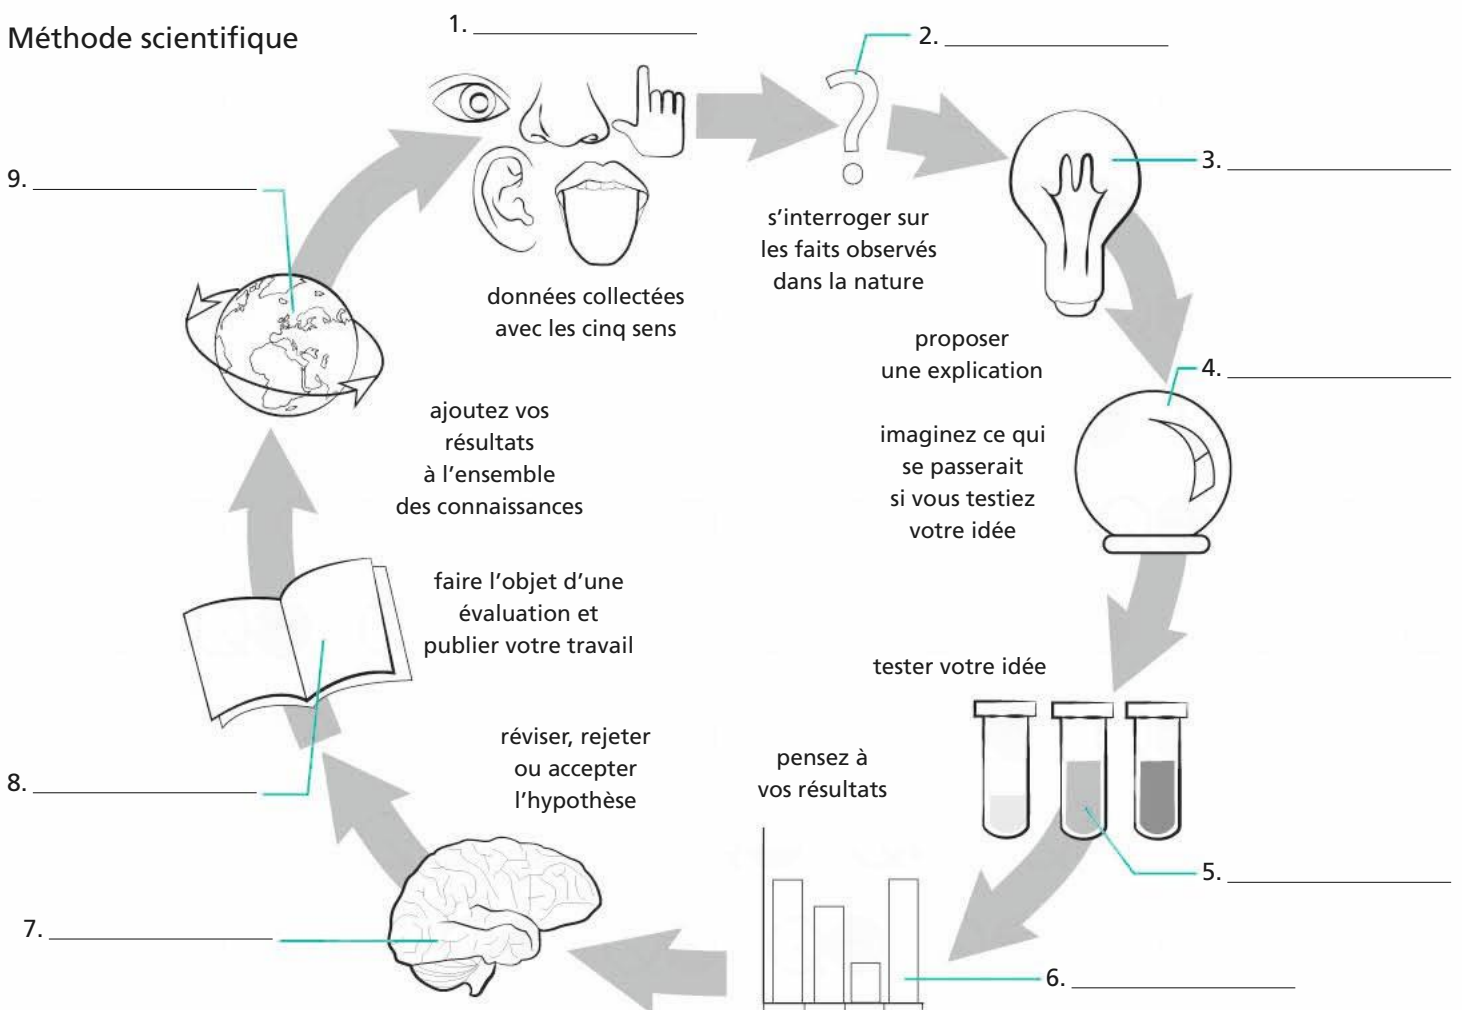 Méthode scientifique
1.
2.
3.
4.
5.
6.
7.
8.
9.
données collectées
avec les cinq sens
s'interroger sur
les faits observés
dans la nature
proposer
une explication
imaginez ce qui
se passerait
si vous testiez
votre idée
tester votre idée
pensez à
vos résultats
réviser, rejeter
ou accepter
l'hypothèse
faire l'objet d'une
évaluation et
publier votre travail
ajoutez vos
résultats
à l'ensemble
des connaissances